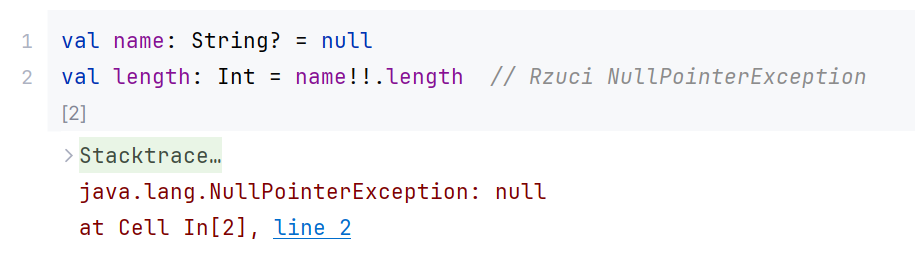 1 val name: String? = null
2 val length: Int = name!!.length // Rzuci NullPointerException
[2]
> Stacktrace…
java.lang.NullPointerException: null
at Cell In[2], line 2